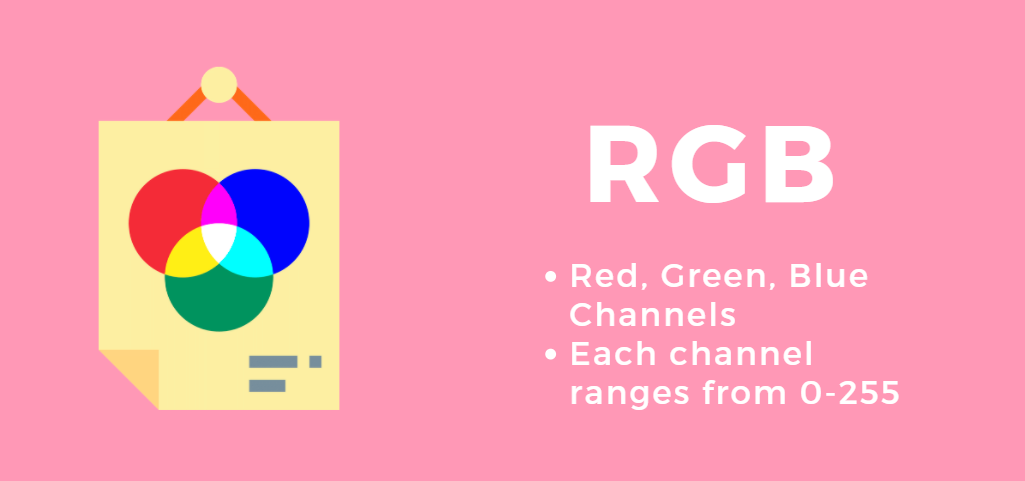 RGB
• Red, Green, Blue
Channels
• Each channel
ranges from 0-255